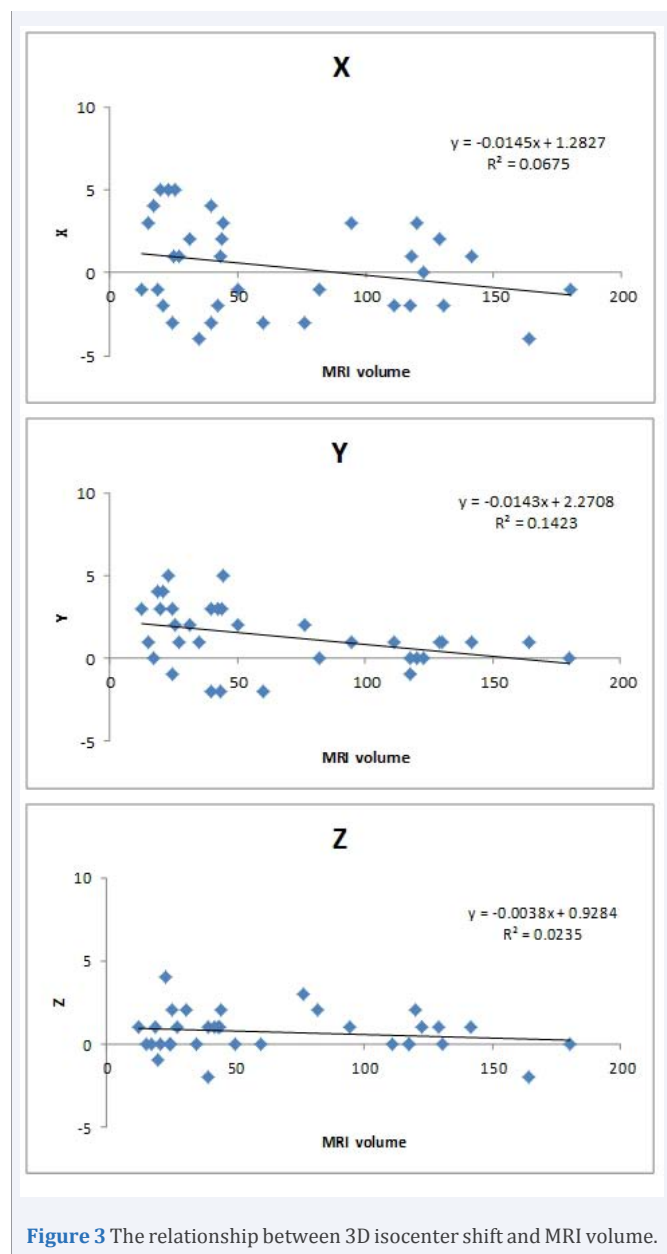 X
10
y = -0.0145x + 1.2827
R² = 0.0675
5
X
0
0 50 100 150 200
-5
MRI volume
Y
10
y = -0.0143x + 2.2708
R² = 0.1423
5
Y
0
0 50 100 150 200
-5
MRI volume
Z
10
y = -0.0038x + 0.9284
R² = 0.0235
5
Z
0
0 50 100 150 200
-5
MRI volume
Figure 3 The relationship between 3D isocenter shift and MRI volume.